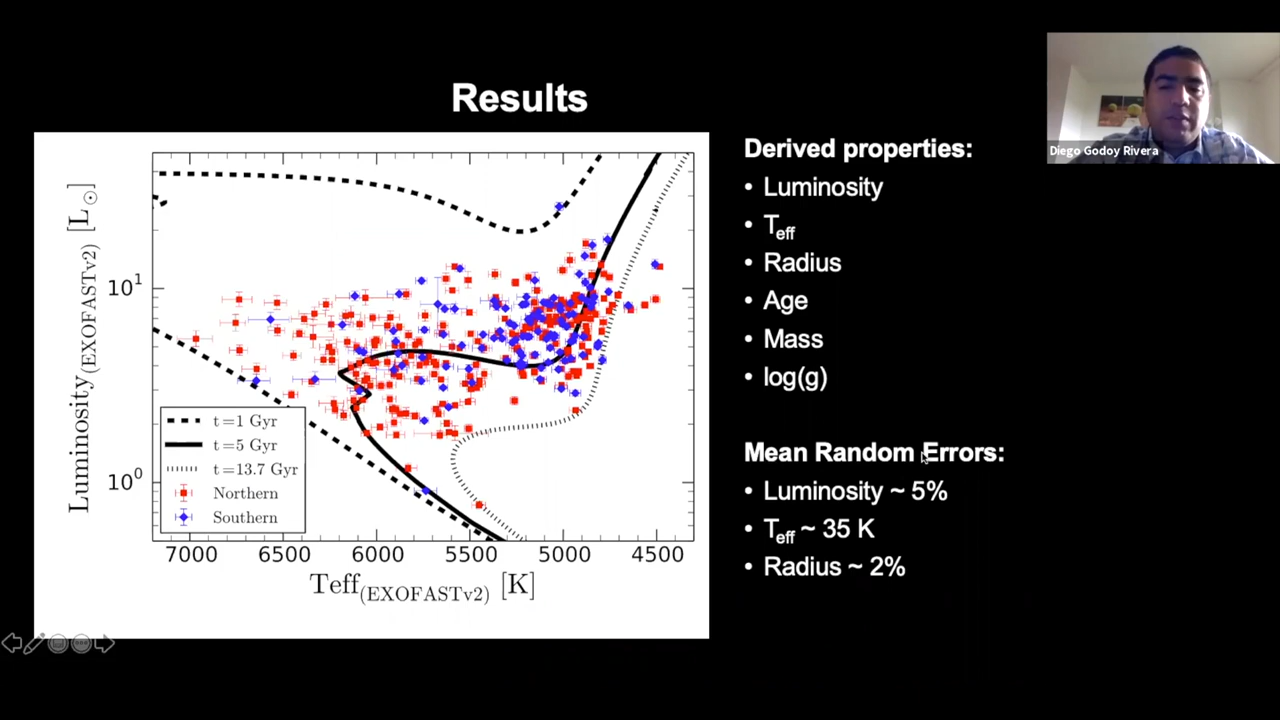 Results
Diego Godoy Rivera
Luminosity(EXOFASTv2) [L☉]
10¹
10⁰
t=1 Gyr
t=5 Gyr
t=13.7 Gyr
Northern
Southern
7000 6500 6000 5500 5000 4500
Teff(EXOFASTv2) [K]
Derived properties:
• Luminosity
• Teff
• Radius
• Age
• Mass
• log(g)
Mean Random Errors:
• Luminosity ~ 5%
• Teff ~ 35 K
• Radius ~ 2%